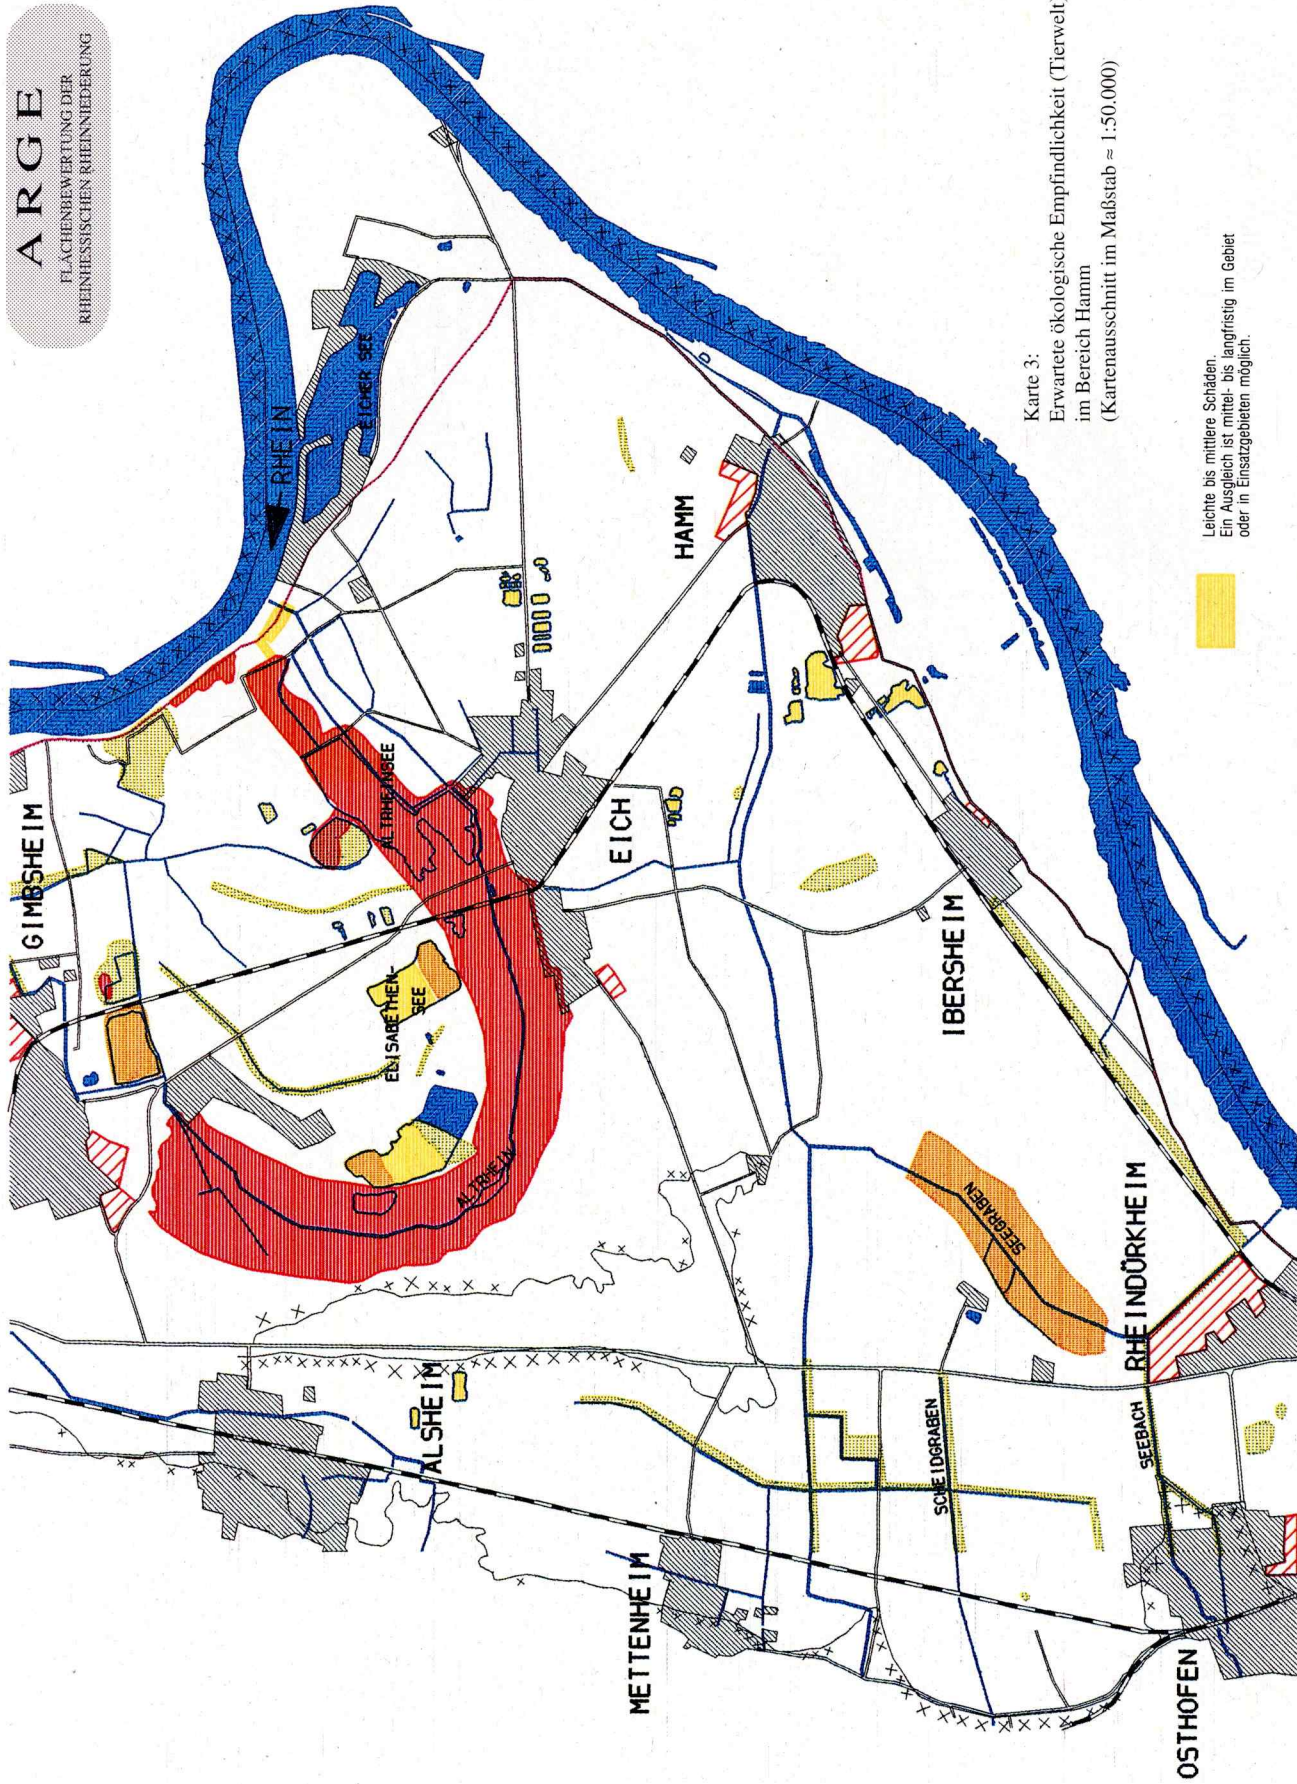 ARGE
FLÄCHENBEWERTUNG DER
RHEINHESSISCHEN RHEINNIEDERUNG
GIMBSHEIM
RHEIN
EICHER SEE
ALTRHEINSEE
ELISABETHEN-
SEE
ALTRHEIN
EICH
HAMM
IBERSHEIM
ALSHEIM
METTENHEIM
SEEGRABEN
SCHEIDGRABEN
RHEINDÜRKHEIM
SEEBACH
OSTHOFEN
Karte 3:
Erwartete ökologische Empfindlichkeit (Tierwelt)
im Bereich Hamm
(Kartenausschnitt im Maßstab ≈ 1:50.000)
Leichte bis mittlere Schäden.
Ein Ausgleich ist mittel- bis langfristig im Gebiet
oder in Einsatzgebieten möglich.